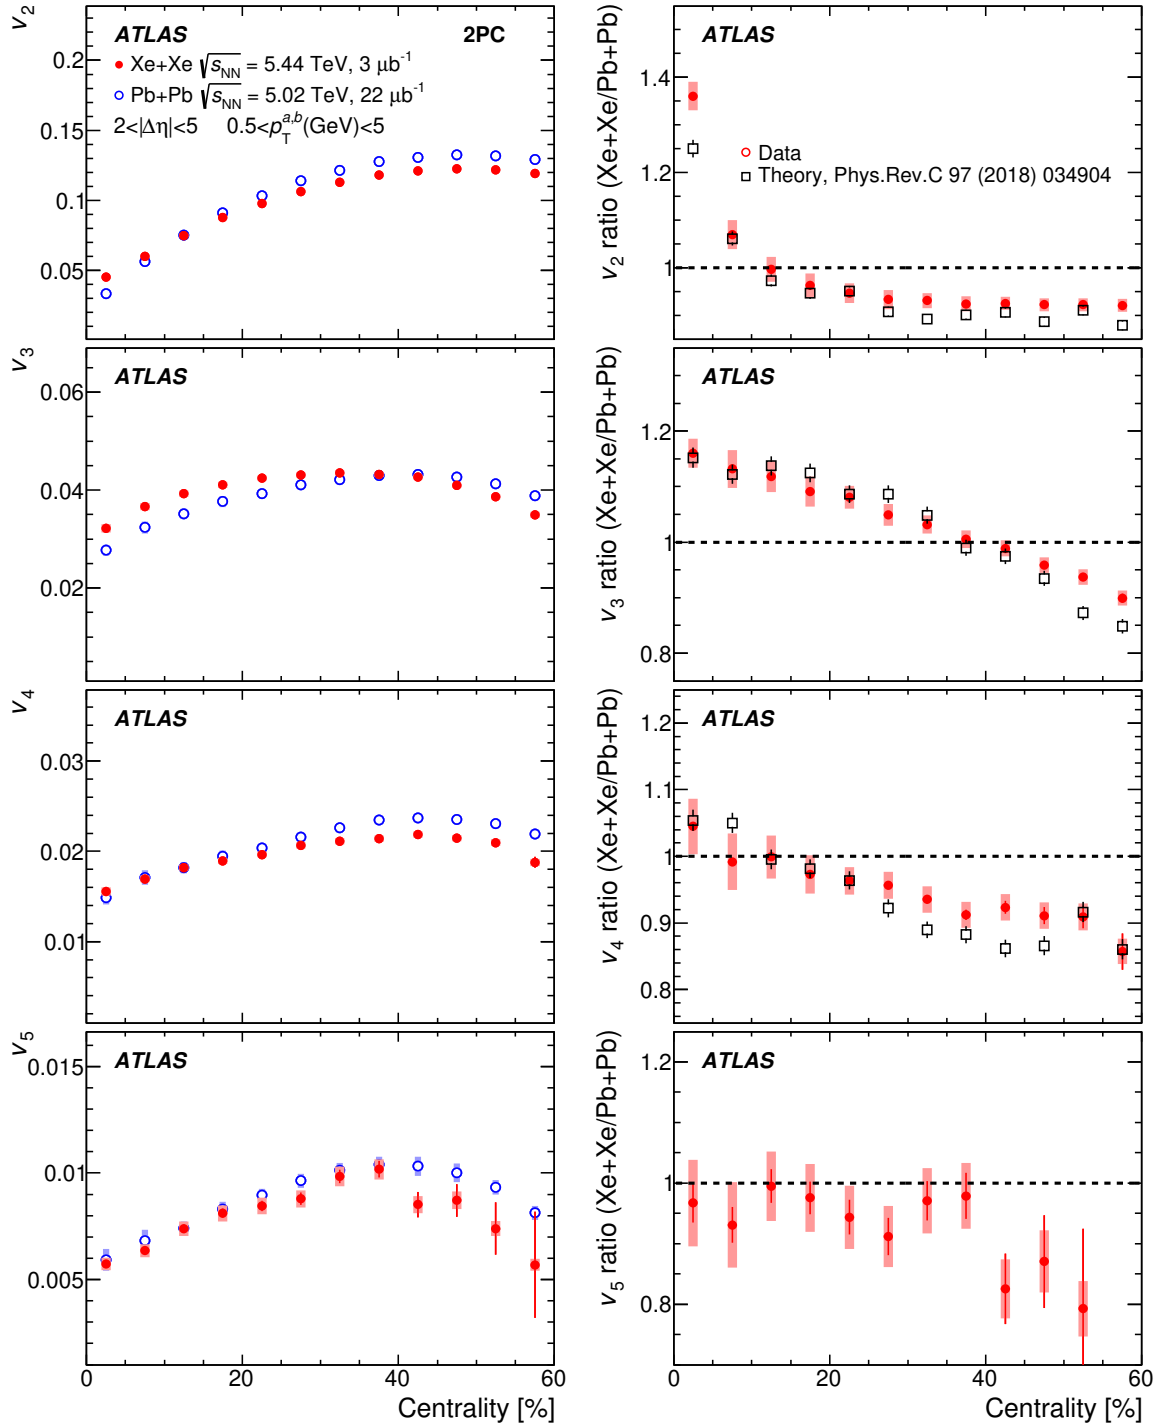 v2
ATLAS 2PC
Xe+Xe √sNN = 5.44 TeV, 3 μb-1
Pb+Pb √sNN = 5.02 TeV, 22 μb-1
2<|Δη|<5 0.5<pTa,b(GeV)<5
0.2
0.15
0.1
0.05
v2 ratio (Xe+Xe/Pb+Pb)
ATLAS
Data
Theory, Phys.Rev.C 97 (2018) 034904
1.4
1.2
1
v3
ATLAS
0.06
0.04
0.02
v3 ratio (Xe+Xe/Pb+Pb)
ATLAS
1.2
1
0.8
v4
ATLAS
0.03
0.02
0.01
v4 ratio (Xe+Xe/Pb+Pb)
ATLAS
1.2
1.1
1
0.9
0.8
v5
ATLAS
0.015
0.010
0.005
0 20 40 60
Centrality [%]
v5 ratio (Xe+Xe/Pb+Pb)
ATLAS
1.2
1
0.8
0 20 40 60
Centrality [%]